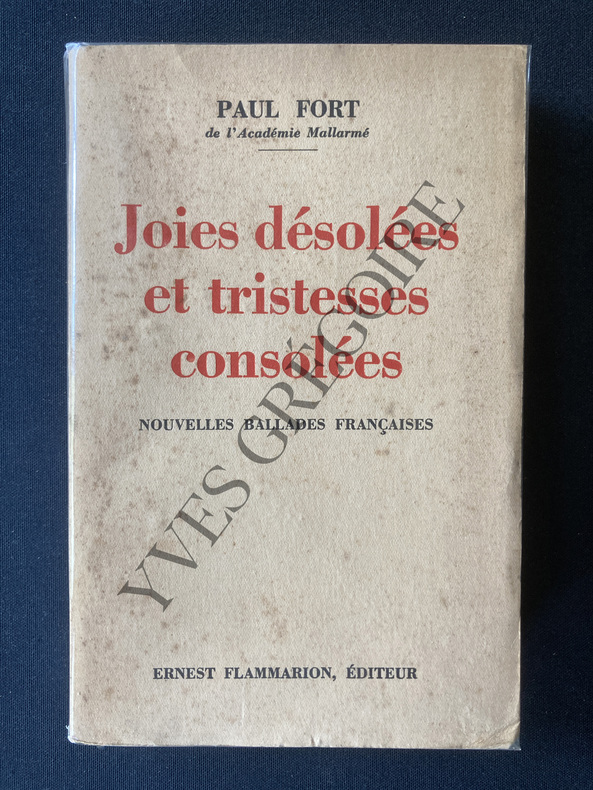 PAUL FORT
de l'Académie Mallarmé
Joies désolées
et tristesses
consolées
NOUVELLES BALLADES FRANÇAISES
ERNEST FLAMMARION, ÉDITEUR
YVES GRÉGOIRE